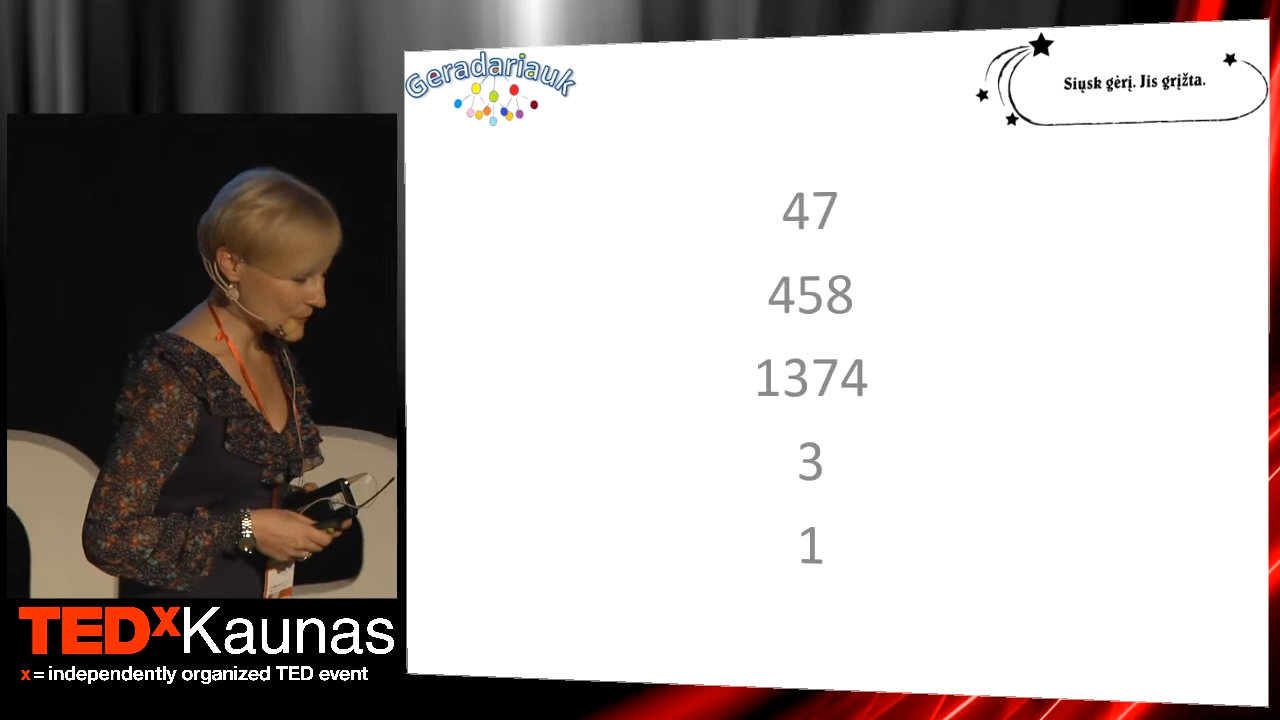 Geradariauk
Siųsk gėrį. Jis grįžta.
47
458
1374
3
1
TEDxKaunas
x = independently organized TED event